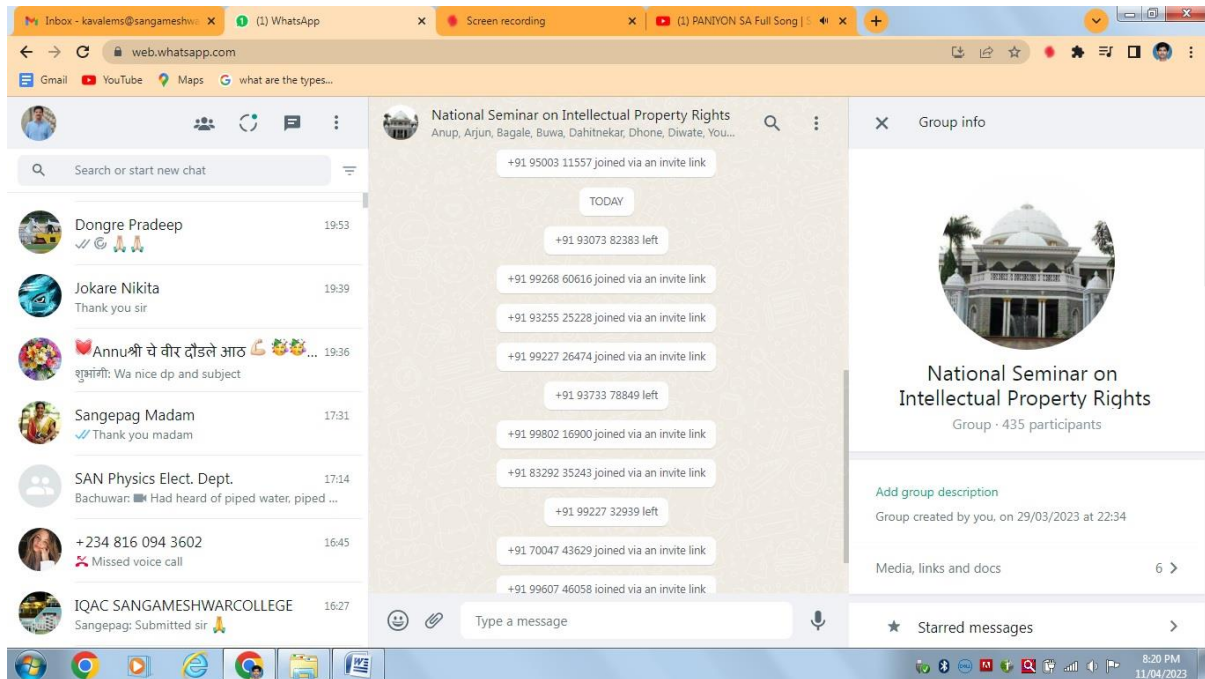 Inbox - kavalems@sangameshw
(1) WhatsApp
Screen recording
(1) PANIYON SA Full Song | S
web.whatsapp.com
Gmail
YouTube
Maps
what are the types...
Search or start new chat
Dongre Pradeep
19:53
🙏🙏
Jokare Nikita
19:39
Thank you sir
❤Annuश्री चे वीर दौडले आठ 💪 🥰🥰...
19:36
शुभांगी: Wa nice dp and subject
Sangepag Madam
17:31
Thank you madam
SAN Physics Elect. Dept.
17:14
Bachuwar: Had heard of piped water, piped ...
+234 816 094 3602
16:45
Missed voice call
IQAC SANGAMESHWARCOLLEGE
16:27
Sangepag: Submitted sir 🙏
National Seminar on Intellectual Property Rights
Anup, Arjun, Bagale, Buwa, Dahitnekar, Dhone, Diwate, You...
+91 95003 11557 joined via an invite link
TODAY
+91 93073 82383 left
+91 99268 60616 joined via an invite link
+91 93255 25228 joined via an invite link
+91 99227 26474 joined via an invite link
+91 93733 78849 left
+91 99802 16900 joined via an invite link
+91 83292 35243 joined via an invite link
+91 99227 32939 left
+91 70047 43629 joined via an invite link
+91 99607 46058 joined via an invite link
Type a message
Group info
National Seminar on
Intellectual Property Rights
Group · 435 participants
Add group description
Group created by you, on 29/03/2023 at 22:34
Media, links and docs
6
Starred messages
8:20 PM
11/04/2023